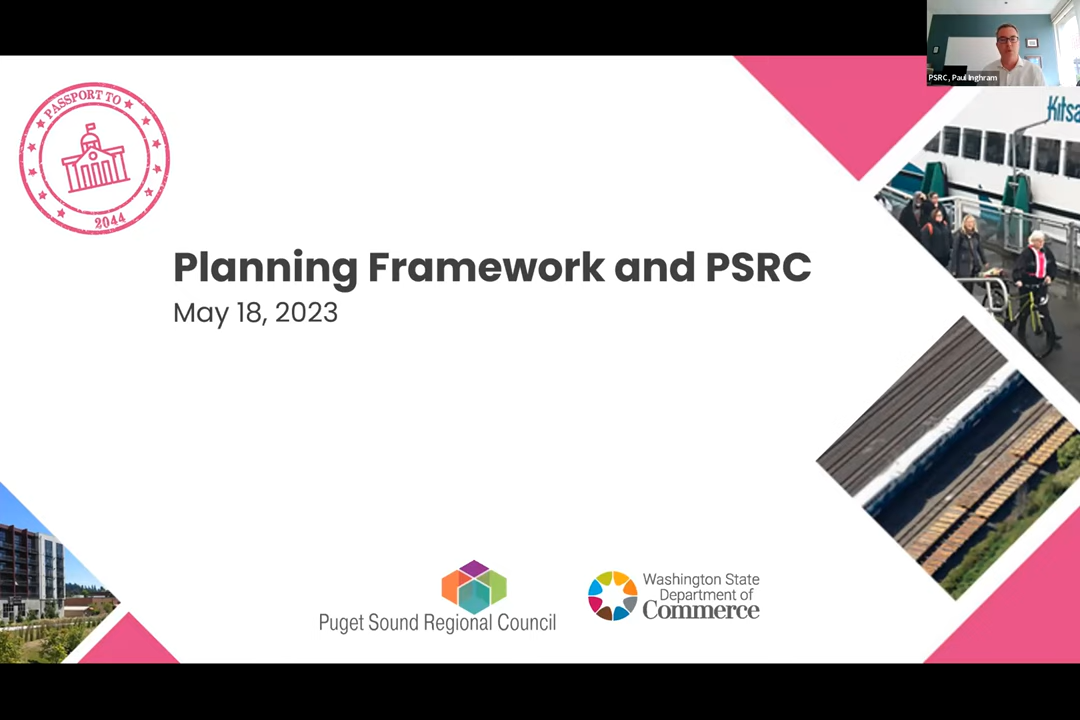 PSRC, Paul Inghram
Kitsa
PASSPORT TO
2044
Planning Framework and PSRC
May 18, 2023
Puget Sound Regional Council
Washington State
Department of
Commerce